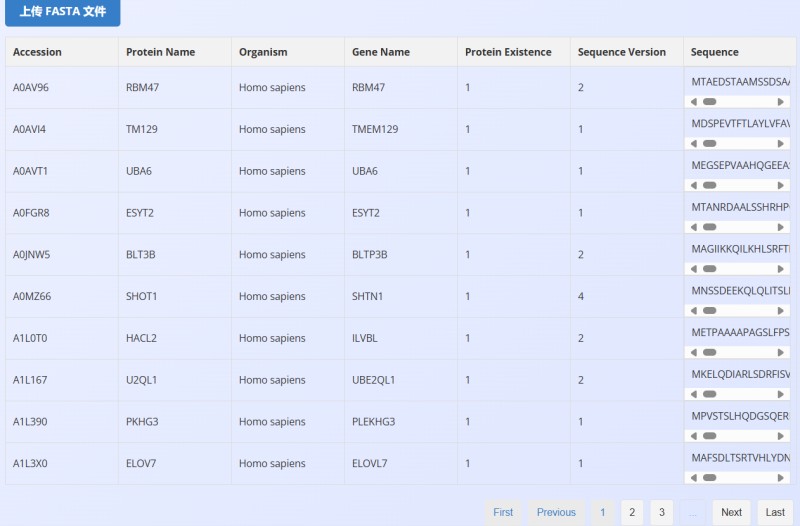 上传 FASTA 文件
Accession Protein Name Organism Gene Name Protein Existence Sequence Version Sequence
A0AV96 RBM47 Homo sapiens RBM47 1 2 MTAEDSTAAMSSDSA
A0AVI4 TM129 Homo sapiens TMEM129 1 1 MDSPEVTFTLAYLVFAV
A0AVT1 UBA6 Homo sapiens UBA6 1 1 MEGSEPVAAHQGEEA
A0FGR8 ESYT2 Homo sapiens ESYT2 1 1 MTANRDAALSSHRHP
A0JNW5 BLT3B Homo sapiens BLTP3B 1 2 MAGIIKKQILKHLSRFT
A0MZ66 SHOT1 Homo sapiens SHTN1 1 4 MNSSDEEKQLQLITSL
A1L0T0 HACL2 Homo sapiens ILVBL 1 2 METPAAAAPAGSLFPS
A1L167 U2QL1 Homo sapiens UBE2QL1 1 2 MKELQDIARLSDRFISV
A1L390 PKHG3 Homo sapiens PLEKHG3 1 1 MPVSTSLHQDGSQER
A1L3X0 ELOV7 Homo sapiens ELOVL7 1 1 MAFSDLTSRTVHLYDN
First Previous 1 2 3 ... Next Last